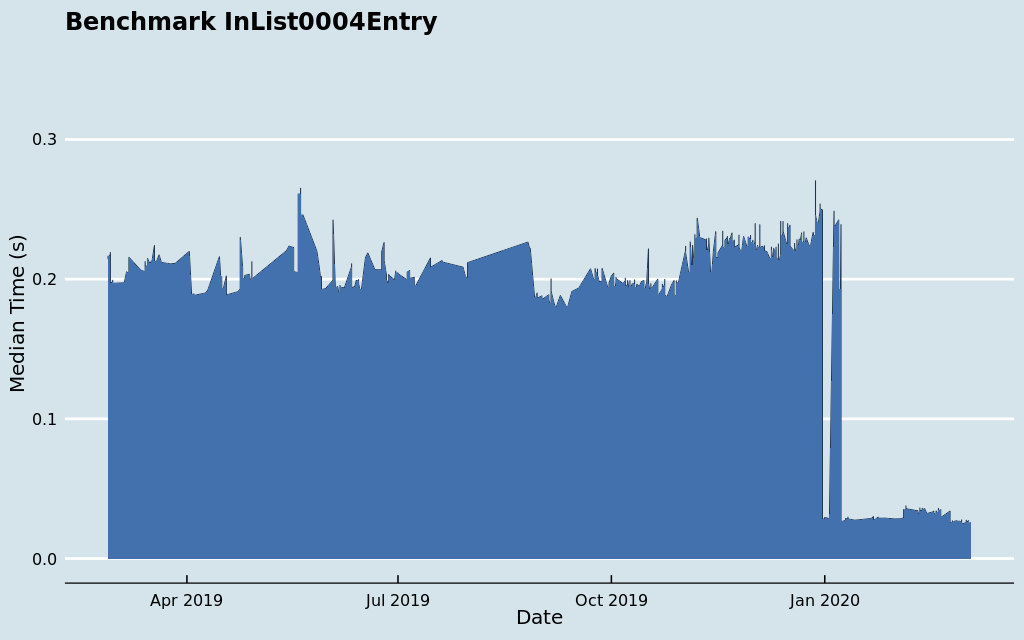 Benchmark InList0004Entry
Median Time (s)
0.3
0.2
0.1
0.0
Apr 2019 Jul 2019 Oct 2019 Jan 2020
Date